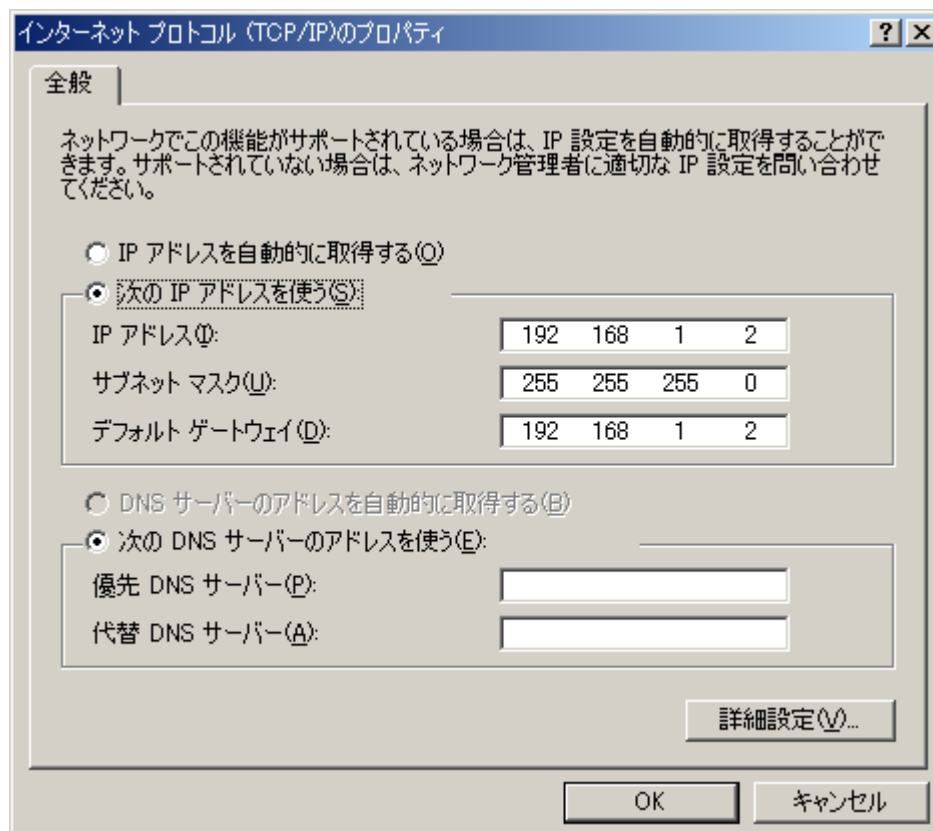 インターネット プロトコル (TCP/IP)のプロパティ
全般
ネットワークでこの機能がサポートされている場合は、IP 設定を自動的に取得することがで
きます。サポートされていない場合は、ネットワーク管理者に適切な IP 設定を問い合わせ
てください。
IP アドレスを自動的に取得する(O)
次の IP アドレスを使う(S):
IP アドレス(I): 192 168 1 2
サブネット マスク(U): 255 255 255 0
デフォルト ゲートウェイ(D): 192 168 1 2
DNS サーバーのアドレスを自動的に取得する(B)
次の DNS サーバーのアドレスを使う(E):
優先 DNS サーバー(P):
代替 DNS サーバー(A):
詳細設定(V)...
OK キャンセル